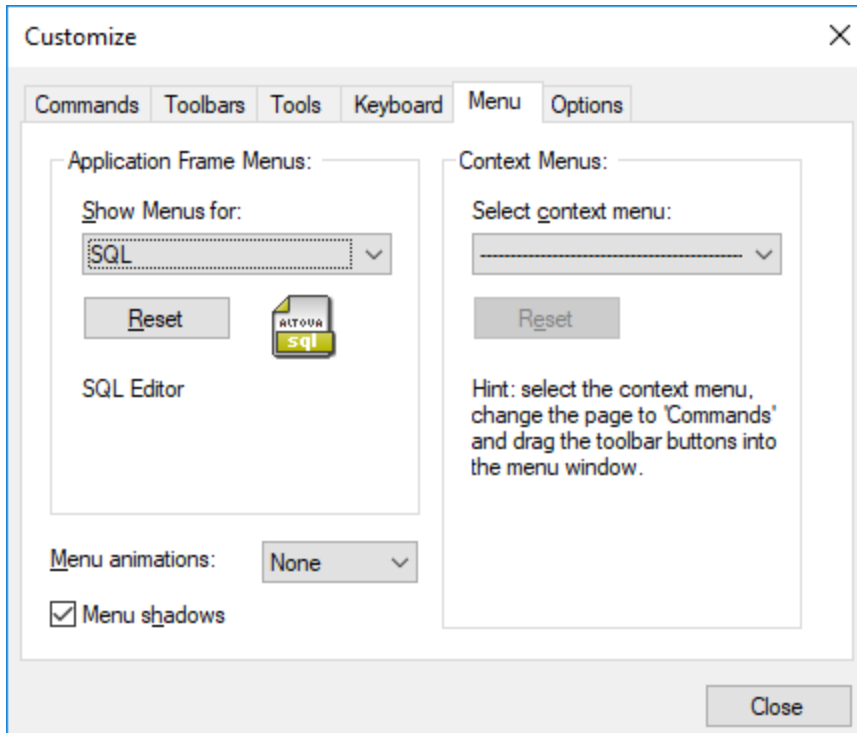 Customize
Commands Toolbars Tools Keyboard Menu Options
Application Frame Menus:
Show Menus for:
SQL
Reset
ALTOVA
sql
SQL Editor
Context Menus:
Select context menu:
Reset
Hint: select the context menu,
change the page to 'Commands'
and drag the toolbar buttons into
the menu window.
Menu animations: None
Menu shadows
Close